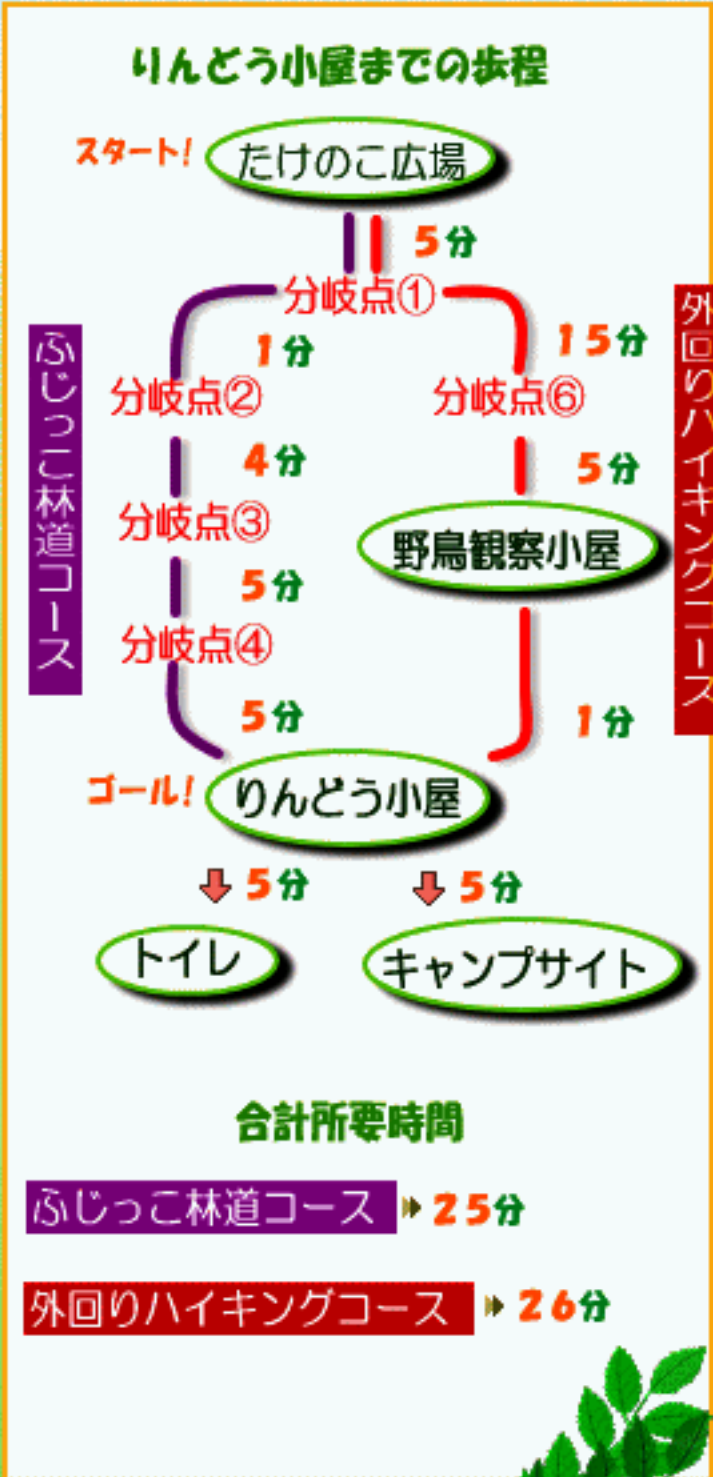 りんどう小屋までの歩程
スタート!
たけのこ広場
5分
分岐点①
ふじっこ林道コース
1分
分岐点②
4分
分岐点③
5分
分岐点④
5分
外回りハイキングコース
15分
分岐点⑥
5分
野鳥観察小屋
1分
ゴール!
りんどう小屋
5分
5分
トイレ
キャンプサイト
合計所要時間
ふじっこ林道コース 25分
外回りハイキングコース 26分